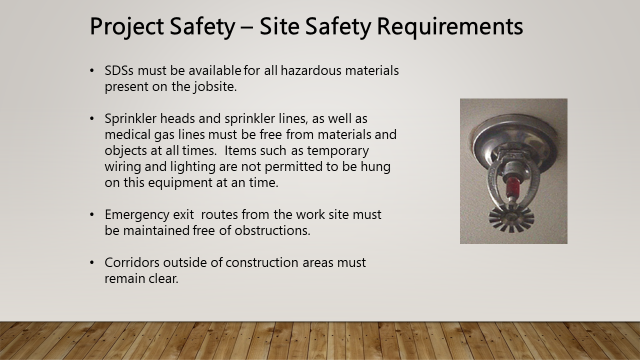 Project Safety – Site Safety Requirements
• SDSs must be available for all hazardous materials
present on the jobsite.
• Sprinkler heads and sprinkler lines, as well as
medical gas lines must be free from materials and
objects at all times.  Items such as temporary
wiring and lighting are not permitted to be hung
on this equipment at an time.
• Emergency exit  routes from the work site must
be maintained free of obstructions.
• Corridors outside of construction areas must
remain clear.